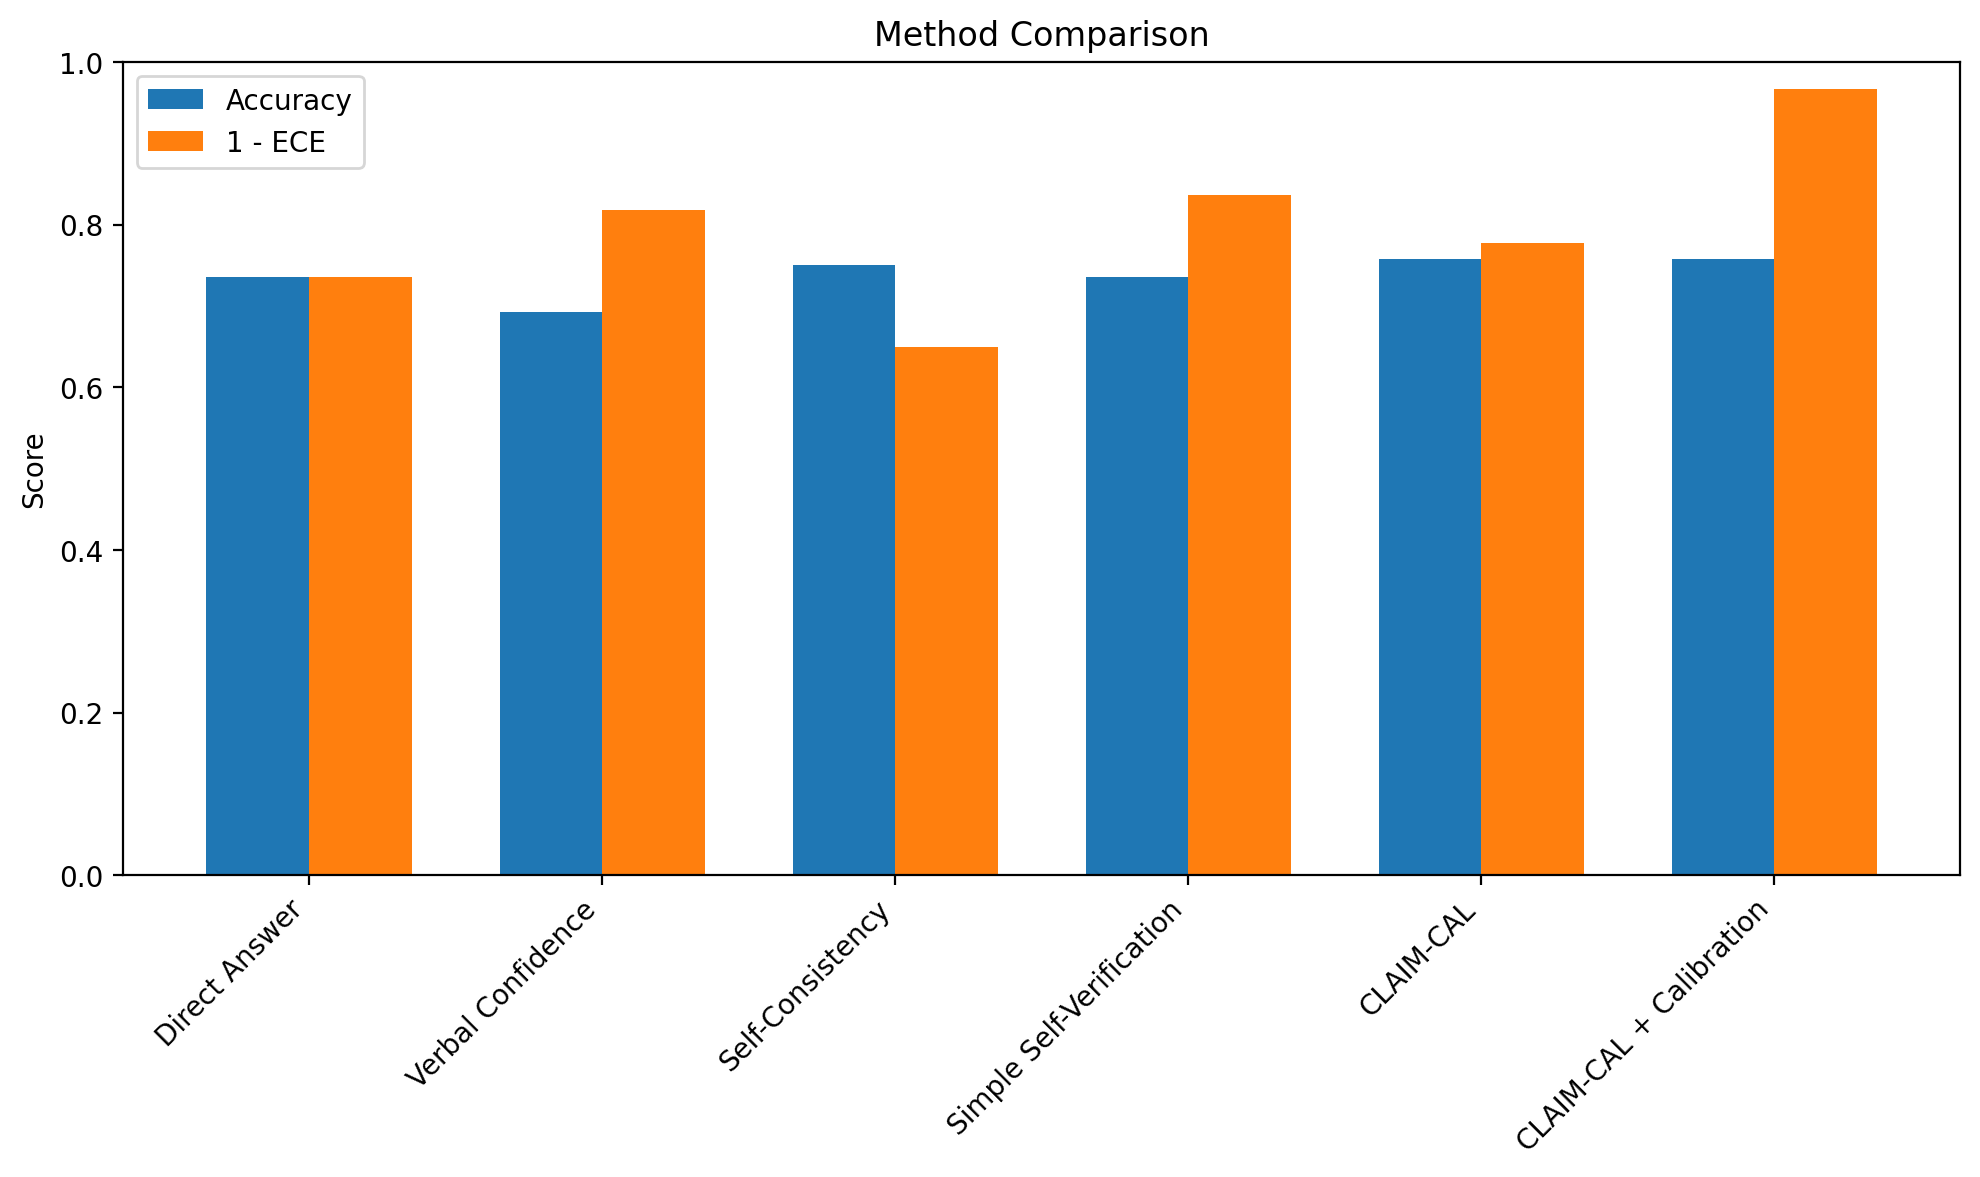 Method Comparison
Accuracy
1 - ECE
Score
1.0
0.8
0.6
0.4
0.2
0.0
Direct Answer
Verbal Confidence
Self-Consistency
Simple Self-Verification
CLAIM-CAL
CLAIM-CAL + Calibration